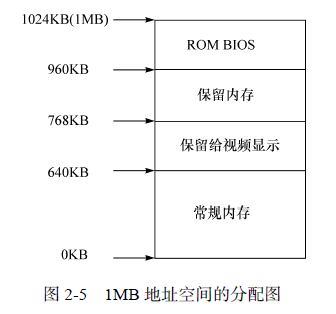 1024KB(1MB)
ROM BIOS
960KB
保留内存
768KB
保留给视频显示
640KB
常规内存
0KB
图 2-5 1MB 地址空间的分配图